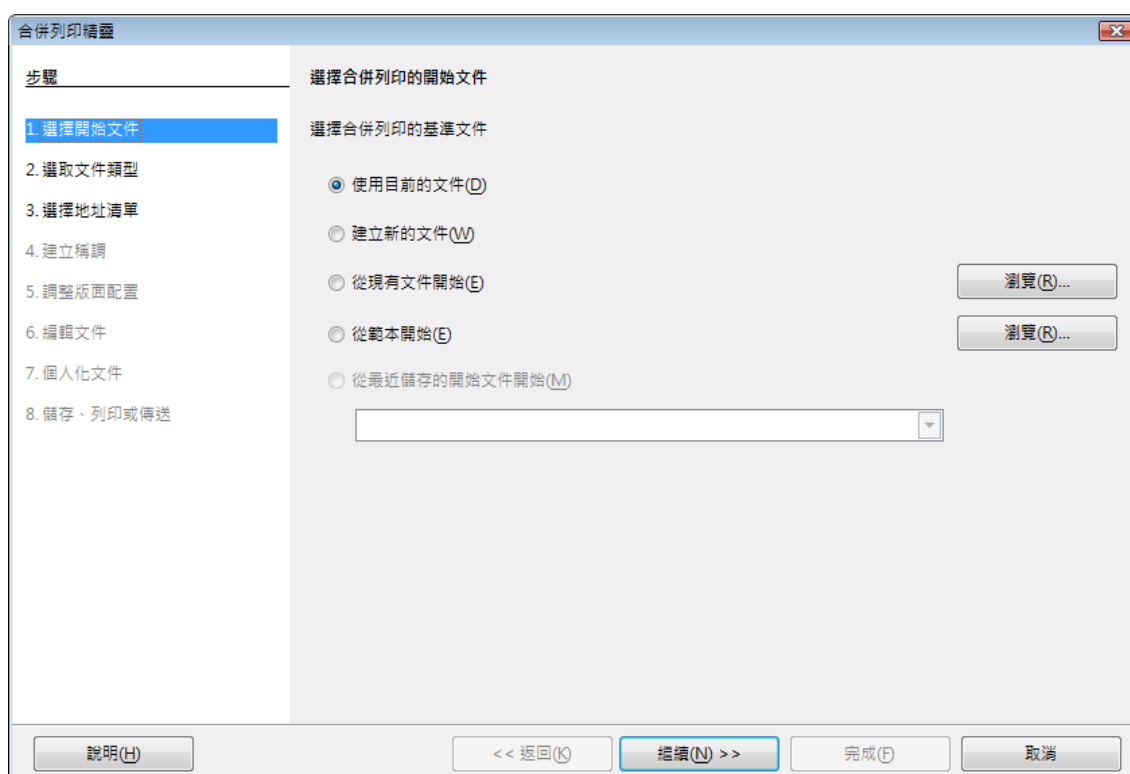 合併列印精靈
步驟
1. 選擇開始文件
2. 選取文件類型
3. 選擇地址清單
4. 建立稱謂
5. 調整版面配置
6. 編輯文件
7. 個人化文件
8. 儲存、列印或傳送
選擇合併列印的開始文件
選擇合併列印的基準文件
使用目前的文件(D)
建立新的文件(W)
從現有文件開始(E) 瀏覽(R)...
從範本開始(E) 瀏覽(R)...
從最近儲存的開始文件開始(M)
說明(H) << 返回(K) 繼續(N) >> 完成(F) 取消